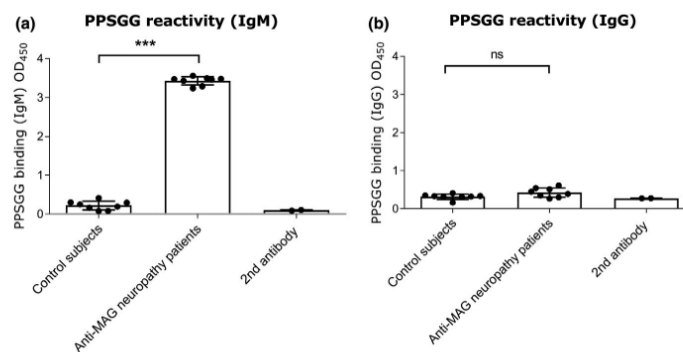 (a)
PPSGG reactivity (IgM)
***
PPSGG binding (IgM) OD450
4
3
2
1
0
Control subjects
Anti-MAG neuropathy patients
2nd antibody
(b)
PPSGG reactivity (IgG)
ns
PPSGG binding (IgG) OD450
4
3
2
1
0
Control subjects
Anti-MAG neuropathy patients
2nd antibody